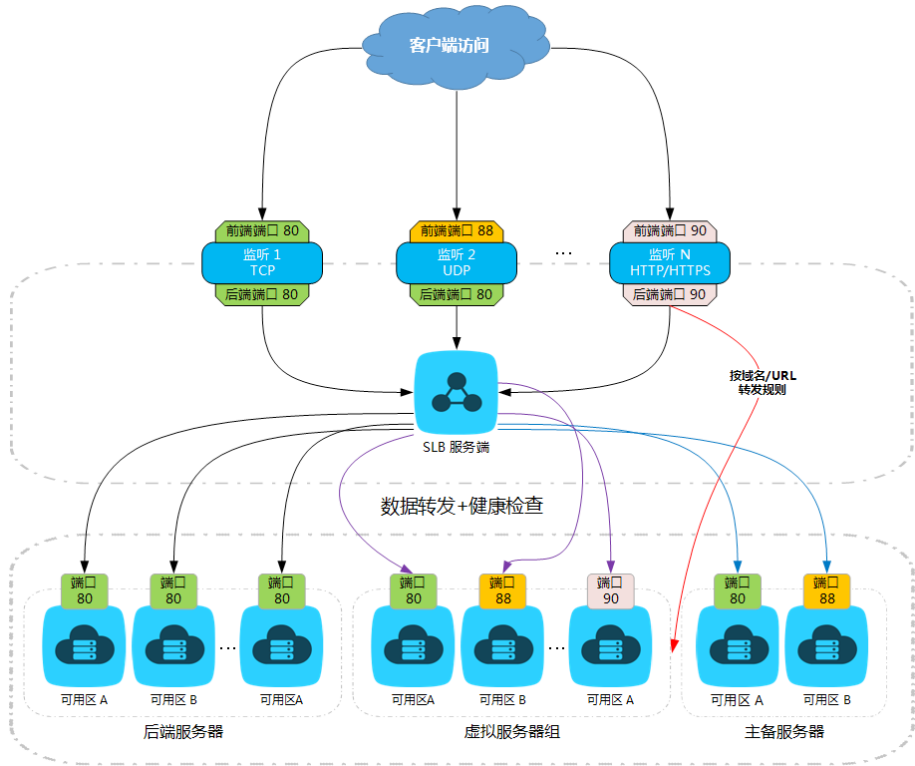 客户端访问
前端端口 80
监听 1
TCP
后端端口 80
前端端口 88
监听 2
UDP
后端端口 80
...
前端端口 90
监听 N
HTTP/HTTPS
后端端口 90
按域名/URL
转发规则
SLB 服务端
数据转发+健康检查
端口
80
端口
80
端口
80
端口
80
端口
88
端口
90
端口
80
端口
88
...
...
可用区 A
可用区 B
可用区A
可用区A
可用区 B
可用区 A
可用区 A
可用区 B
后端服务器
虚拟服务器组
主备服务器